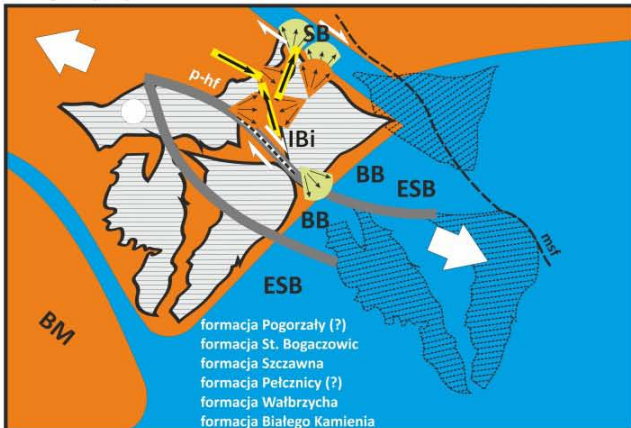 SB
p-hf
IBi
BB
ESB
BB
msf
ESB
BM
formacja Pogorzały (?)
formacja St. Bogaczowic
formacja Szczawna
formacja Pełcznicy (?)
formacja Wałbrzycha
formacja Białego Kamienia